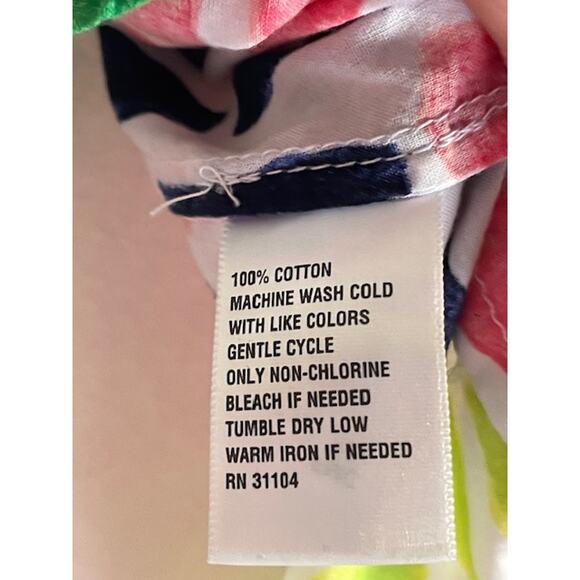 100% COTTON
MACHINE WASH COLD
WITH LIKE COLORS
GENTLE CYCLE
ONLY NON-CHLORINE
BLEACH IF NEEDED
TUMBLE DRY LOW
WARM IRON IF NEEDED
RN 31104